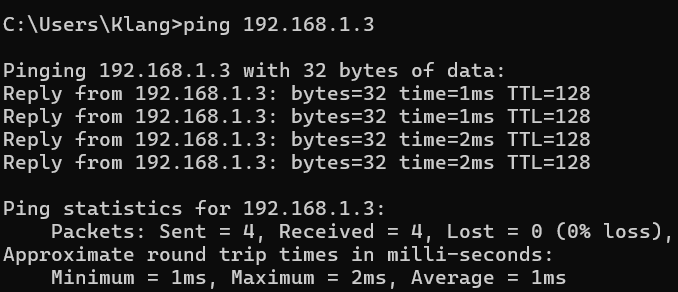 C:\Users\Klang>ping 192.168.1.3
Pinging 192.168.1.3 with 32 bytes of data:
Reply from 192.168.1.3: bytes=32 time=1ms TTL=128
Reply from 192.168.1.3: bytes=32 time=1ms TTL=128
Reply from 192.168.1.3: bytes=32 time=2ms TTL=128
Reply from 192.168.1.3: bytes=32 time=2ms TTL=128
Ping statistics for 192.168.1.3:
    Packets: Sent = 4, Received = 4, Lost = 0 (0% loss),
Approximate round trip times in milli-seconds:
    Minimum = 1ms, Maximum = 2ms, Average = 1ms